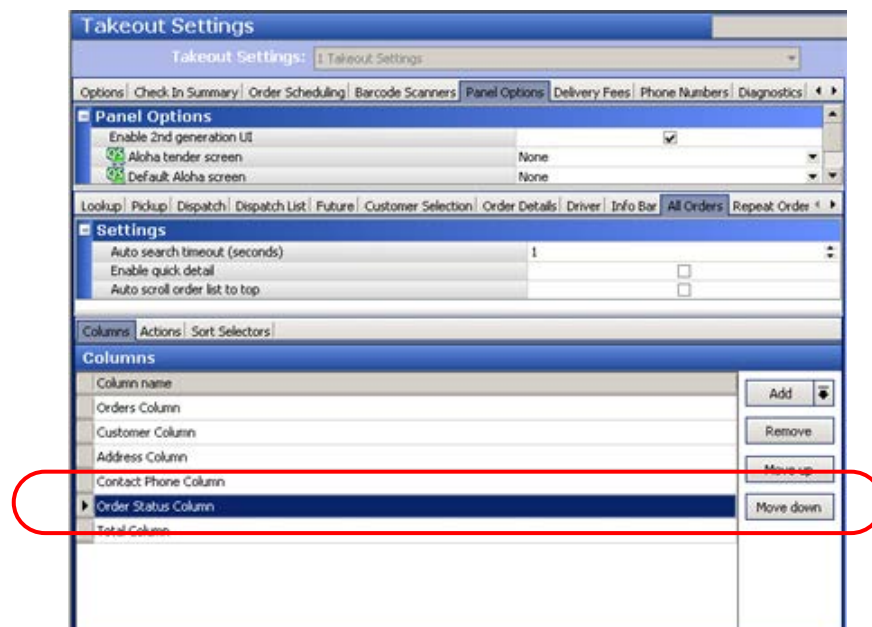 Takeout Settings
Takeout Settings: 1 Takeout Settings
Options Check In Summary Order Scheduling Barcode Scanners Panel Options Delivery Fees Phone Numbers Diagnostics
Panel Options
Enable 2nd generation UI
Aloha tender screen None
Default Aloha screen None
Lookup Pickup Dispatch Dispatch List Future Customer Selection Order Details Driver Info Bar All Orders Repeat Order
Settings
Auto search timeout (seconds) 1
Enable quick detail
Auto scroll order list to top
Columns Actions Sort Selectors
Columns
Column name
Add
Orders Column
Customer Column
Remove
Address Column
Move up
Contact Phone Column
Order Status Column
Move down
Total Column